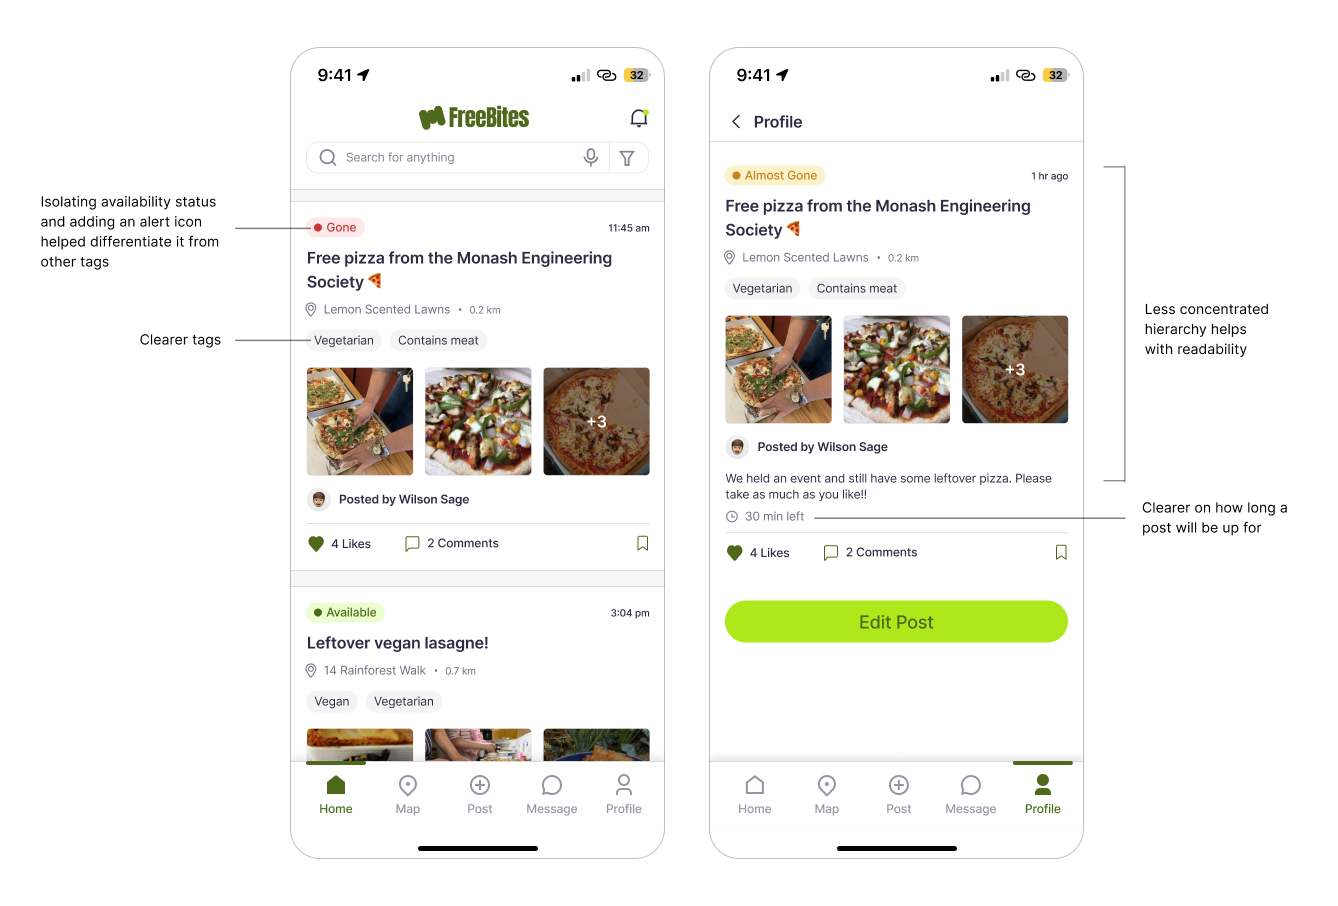 9:41
32
FreeBites
Search for anything
Isolating availability status
and adding an alert icon
helped differentiate it from
other tags
Gone
11:45 am
Free pizza from the Monash Engineering
Society 🍕
Lemon Scented Lawns • 0.2 km
Clearer tags
Vegetarian
Contains meat
+3
Posted by Wilson Sage
4 Likes
2 Comments
Available
3:04 pm
Leftover vegan lasagne!
14 Rainforest Walk • 0.7 km
Vegan
Vegetarian
Home
Map
Post
Message
Profile
9:41
32
Profile
Almost Gone
1 hr ago
Free pizza from the Monash Engineering
Society 🍕
Lemon Scented Lawns • 0.2 km
Vegetarian
Contains meat
+3
Posted by Wilson Sage
We held an event and still have some leftover pizza. Please
take as much as you like!!
30 min left
4 Likes
2 Comments
Edit Post
Home
Map
Post
Message
Profile
Less concentrated
hierarchy helps
with readability
Clearer on how long a
post will be up for